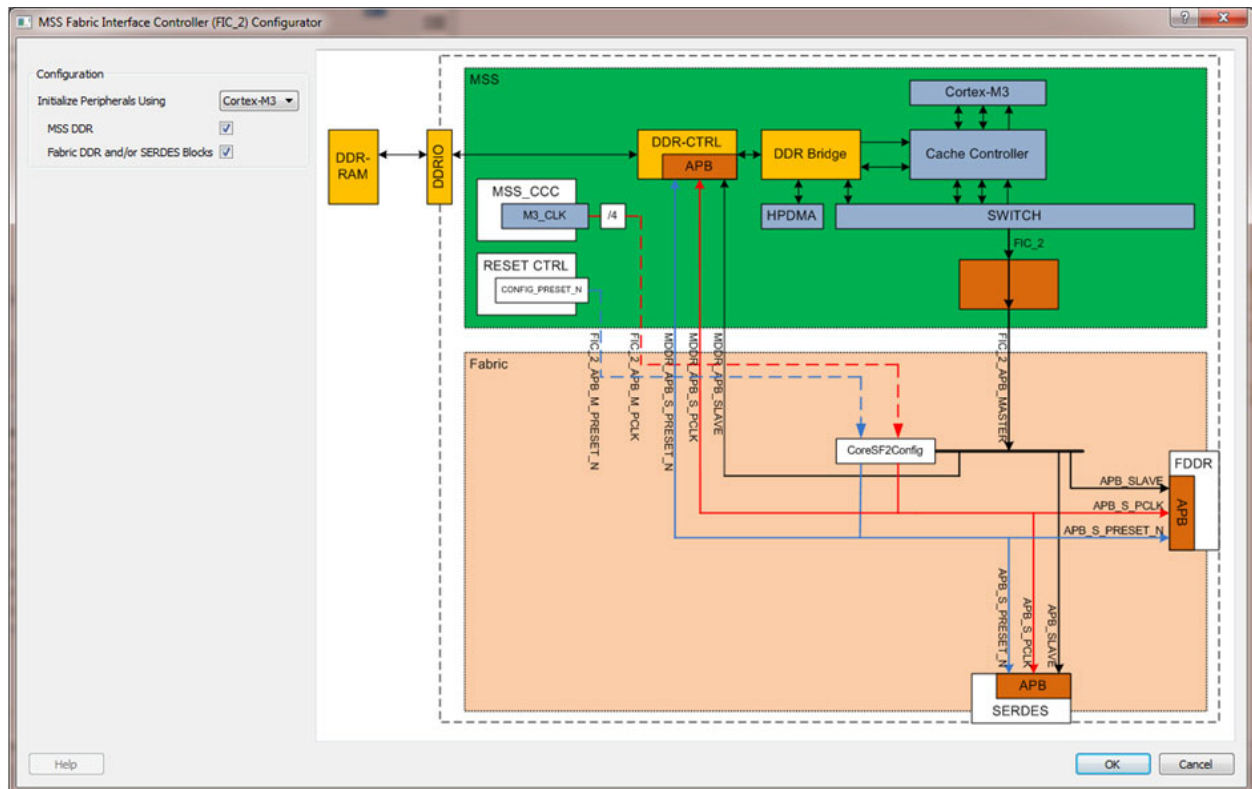 MSS Fabric Interface Controller (FIC_2) Configurator
Configuration
Initialize Peripherals Using
Cortex-M3
MSS DDR
Fabric DDR and/or SERDES Blocks
MSS
Cortex-M3
DDR-
RAM
DDRIO
DDR-CTRL
APB
DDR Bridge
Cache Controller
MSS_CCC
M3_CLK
/4
HPDMA
SWITCH
FIC_2
RESET CTRL
CONFIG_PRESET_N
FIC_2_APB_M_PRESET_N
FIC_2_APB_M_PCLK
MDDR_APB_S_PRESET_N
MDDR_APB_S_PCLK
MDDR_APB_SLAVE
FIC_2_APB_MASTER
Fabric
CoreSF2Config
FDDR
APB
APB_SLAVE
APB_S_PCLK
APB_S_PRESET_N
APB_S_PRESET_N
APB_S_PCLK
APB_SLAVE
APB
SERDES
Help
OK
Cancel